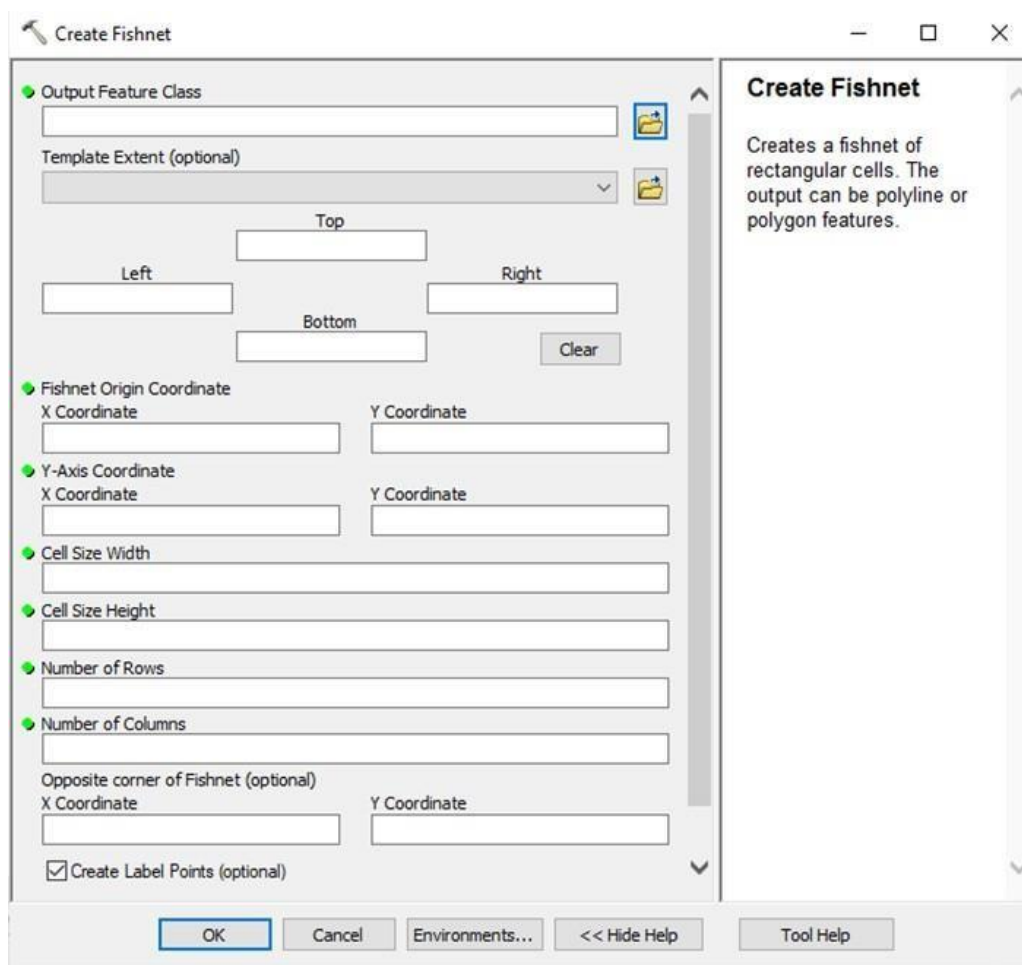 Create Fishnet
Output Feature Class
Template Extent (optional)
Top
Left Right
Bottom
Clear
Fishnet Origin Coordinate
X Coordinate Y Coordinate
Y-Axis Coordinate
X Coordinate Y Coordinate
Cell Size Width
Cell Size Height
Number of Rows
Number of Columns
Opposite corner of Fishnet (optional)
X Coordinate Y Coordinate
Create Label Points (optional)
Create Fishnet
Creates a fishnet of
rectangular cells. The
output can be polyline or
polygon features.
OK Cancel Environments... << Hide Help Tool Help